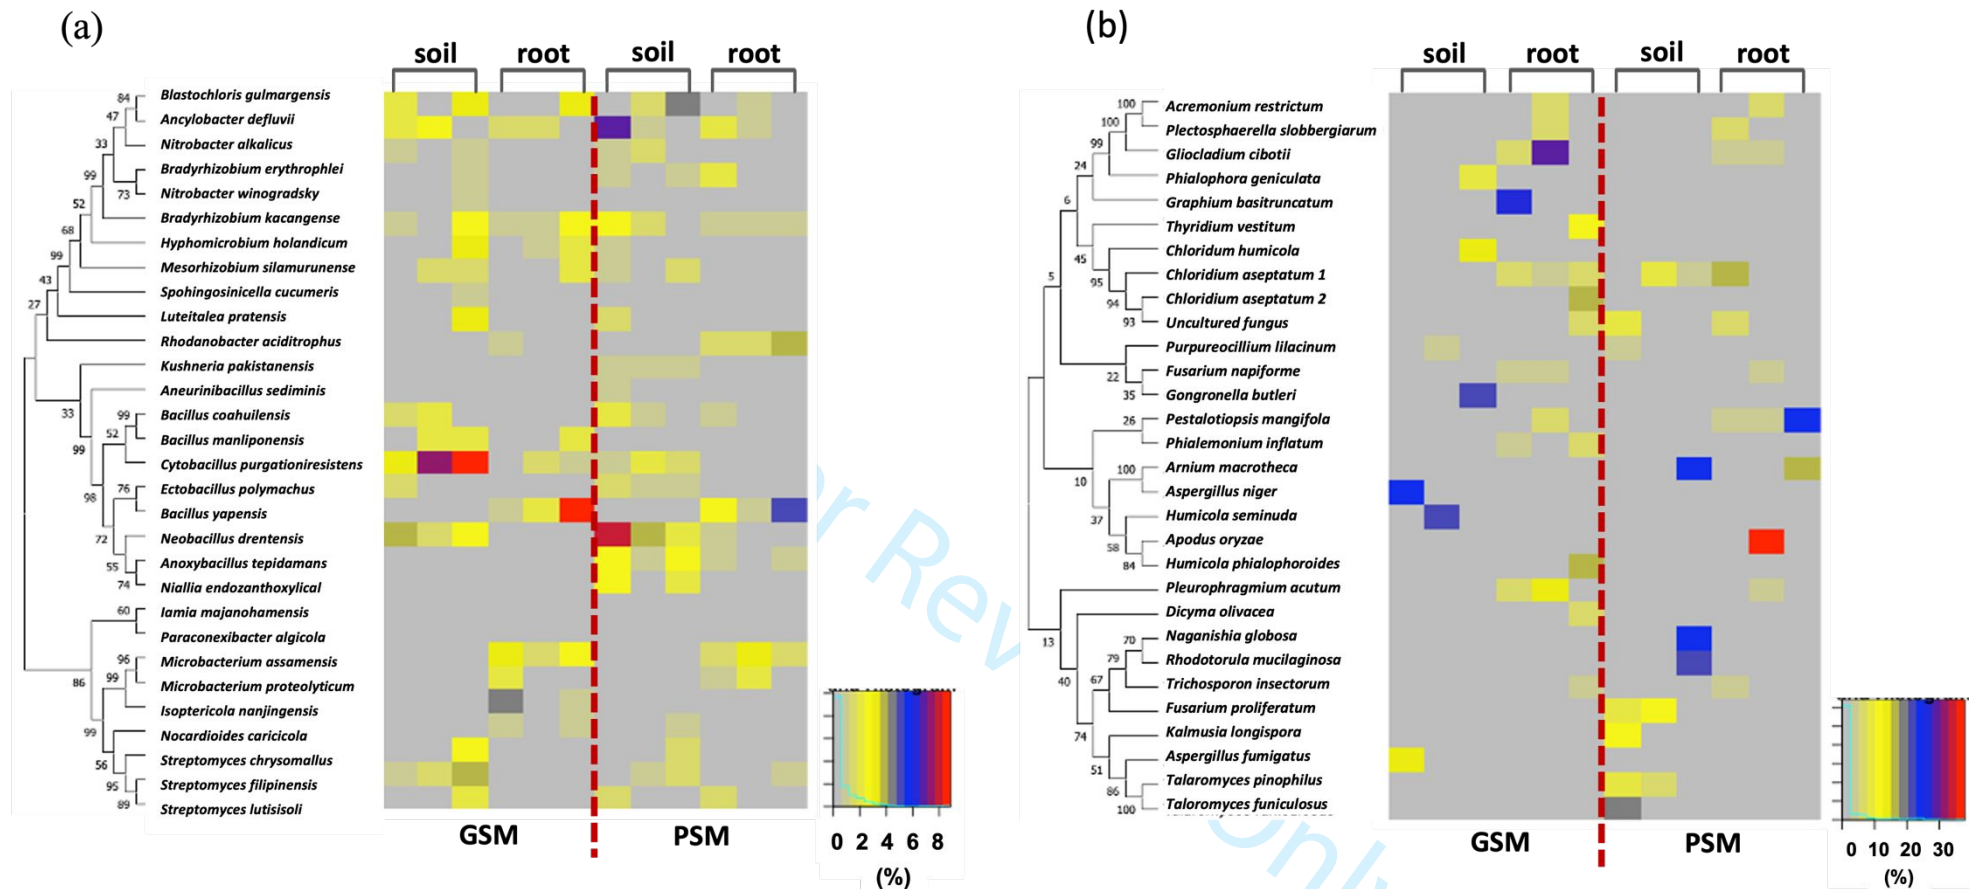 (a)
soil root soil root
84 Blastochloris gulmargensis
47 Ancylobacter defluvii
33 Nitrobacter alkalicus
99 Bradyrhizobium erythrophlei
73 Nitrobacter winogradsky
52 Bradyrhizobium kacangense
68 Hyphomicrobium holandicum
99 Mesorhizobium silamurunense
43 Spohingosinicella cucumeris
27 Luteitalea pratensis
Rhodanobacter aciditrophus
Kushneria pakistanensis
33 Aneurinibacillus sediminis
99 Bacillus coahuilensis
52 Bacillus manliponensis
99 Cytobacillus purgationiresistens
98 76 Ectobacillus polymachus
Bacillus yapensis
72 Neobacillus drentensis
55 Anoxybacillus tepidamans
74 Niallia endozanthoxylical
60 Iamia majanohamensis
Paraconexibacter algicola
96 Microbacterium assamensis
86 99 Microbacterium proteolyticum
Isoptericola nanjingensis
99 Nocardioides caricicola
56 Streptomyces chrysomallus
95 Streptomyces filipinensis
89 Streptomyces lutisisoli
GSM PSM
0 2 4 6 8
(%)
(b)
soil root soil root
100 Acremonium restrictum
100 Plectosphaerella slobbergiarum
99 Gliocladium cibotii
24 Phialophora geniculata
6 Graphium basitruncatum
Thyridium vestitum
45 Chloridum humicola
5 95 Chloridium aseptatum 1
94 Chloridium aseptatum 2
93 Uncultured fungus
Purpureocillium lilacinum
22 Fusarium napiforme
35 Gongronella butleri
26 Pestalotiopsis mangifola
Phialemonium inflatum
10 100 Arnium macrotheca
Aspergillus niger
37 Humicola seminuda
58 Apodus oryzae
84 Humicola phialophoroides
Pleurophragmium acutum
Dicyma olivacea
13 70 Naganishia globosa
79 Rhodotorula mucilaginosa
40 67 Trichosporon insectorum
Fusarium proliferatum
74 Kalmusia longispora
51 Aspergillus fumigatus
86 Talaromyces pinophilus
100 Taloromyces funiculosus
GSM PSM
0 10 20 30
(%)